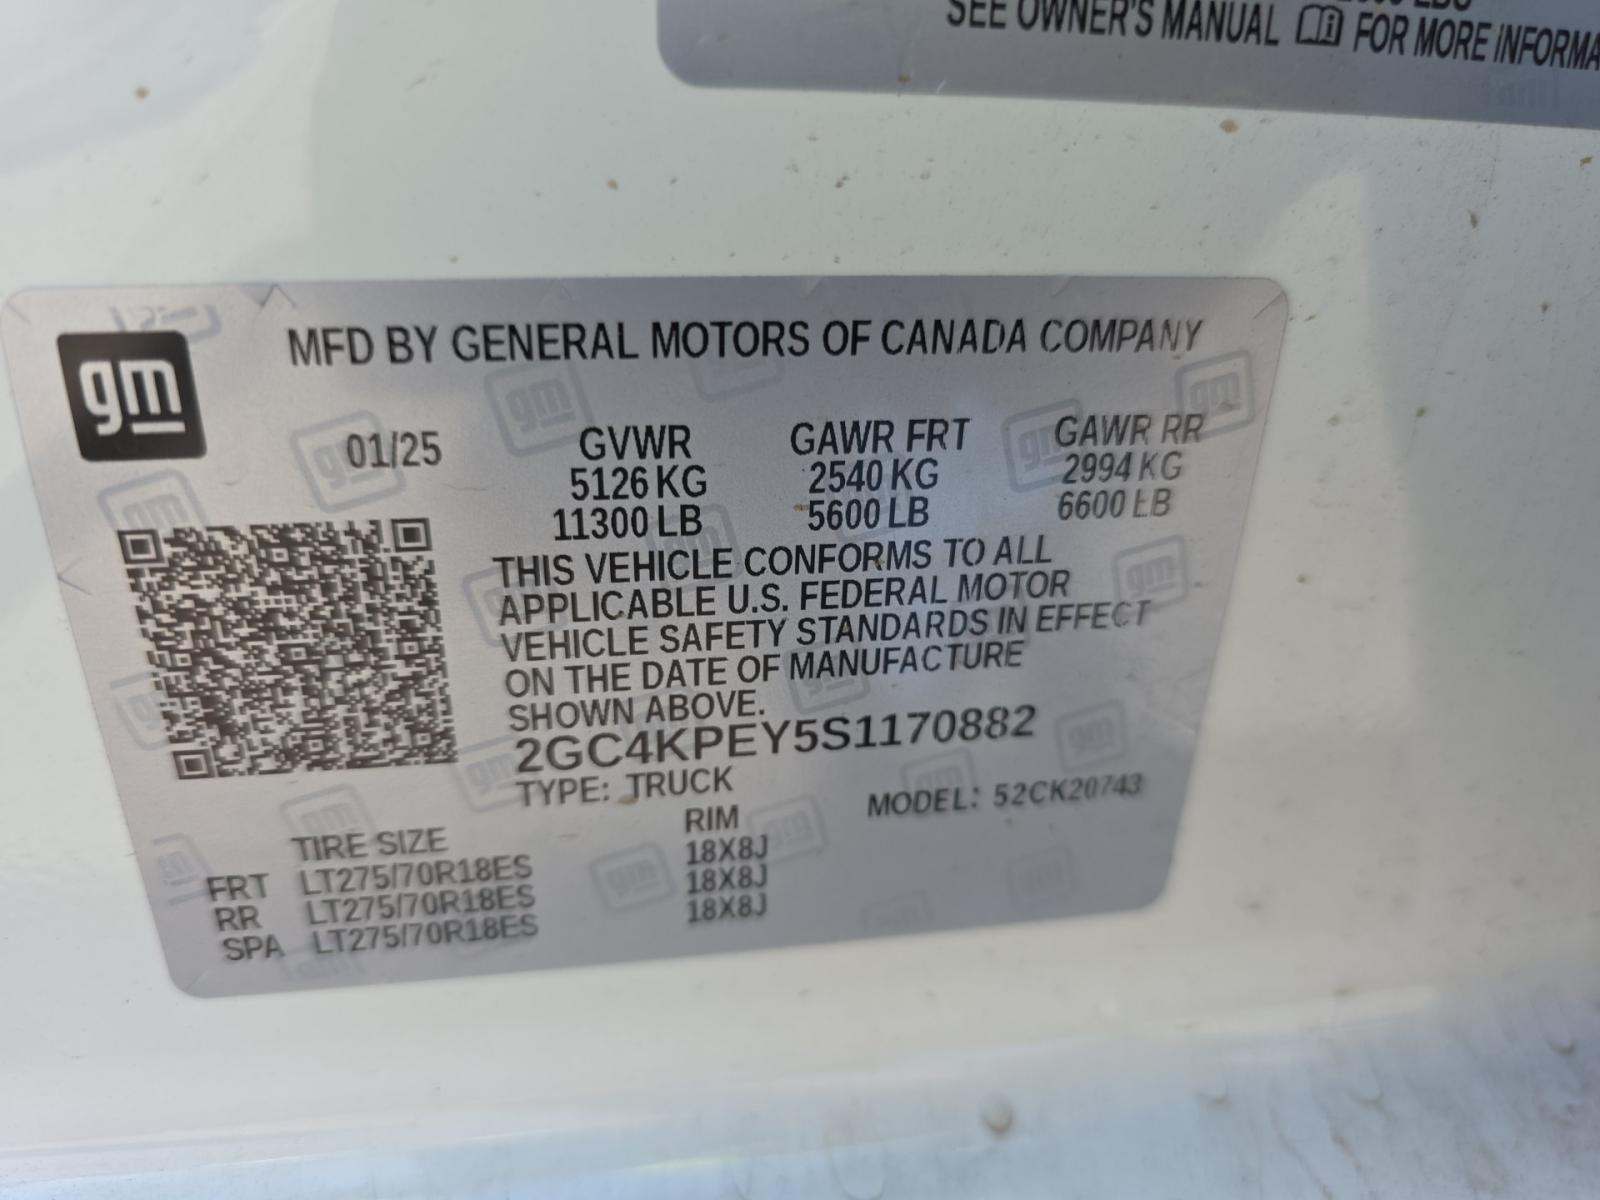 SEE OWNER'S MANUAL FOR MORE INFORMA
gm
MFD BY GENERAL MOTORS OF CANADA COMPANY
01/25 GVWR GAWR FRT GAWR RR
5126 KG 2540 KG 2994 KG
11300 LB 5600 LB 6600 LB
THIS VEHICLE CONFORMS TO ALL
APPLICABLE U.S. FEDERAL MOTOR
VEHICLE SAFETY STANDARDS IN EFFECT
ON THE DATE OF MANUFACTURE
SHOWN ABOVE.
2GC4KPEY5S1170882
TYPE: TRUCK MODEL: 52CK20743
TIRE SIZE RIM
FRT LT275/70R18ES 18X8J
RR LT275/70R18ES 18X8J
SPA LT275/70R18ES 18X8J